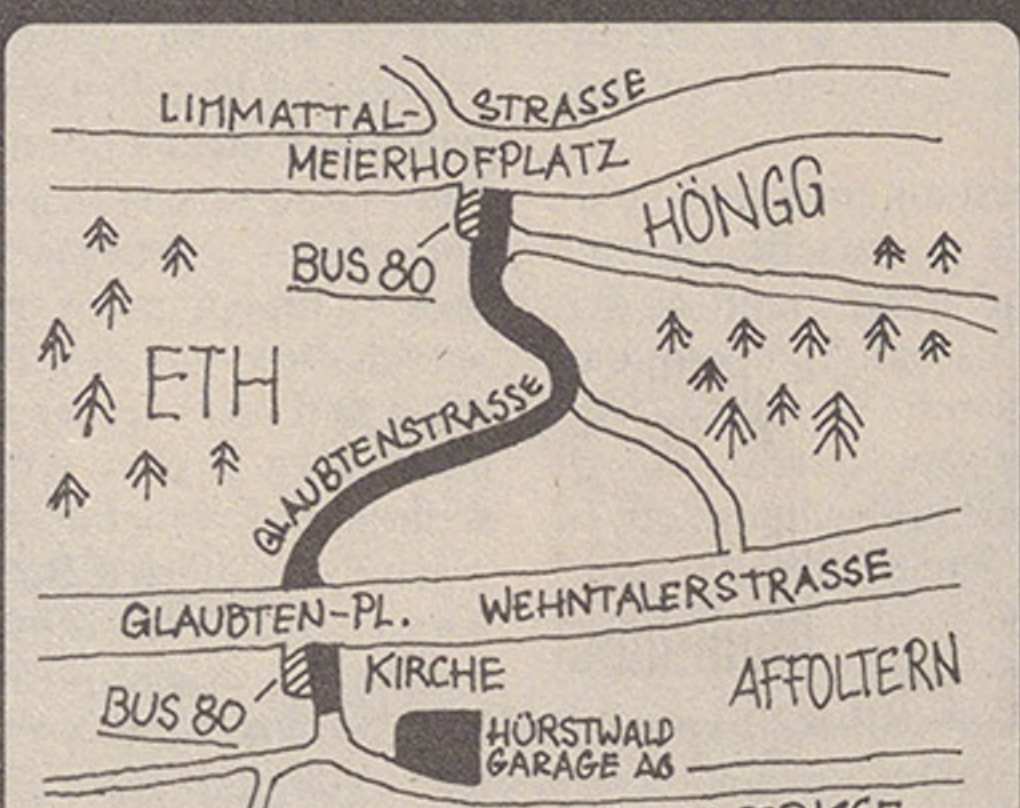 LIMMATTAL-STRASSE
MEIERHOFPLATZ
HÖNGG
BUS 80
ETH
GLAUBTENSTRASSE
GLAUBTEN-PL. WEHNTALERSTRASSE
KIRCHE
AFFOLTERN
BUS 80
HÜRSTWALD
GARAGE AG